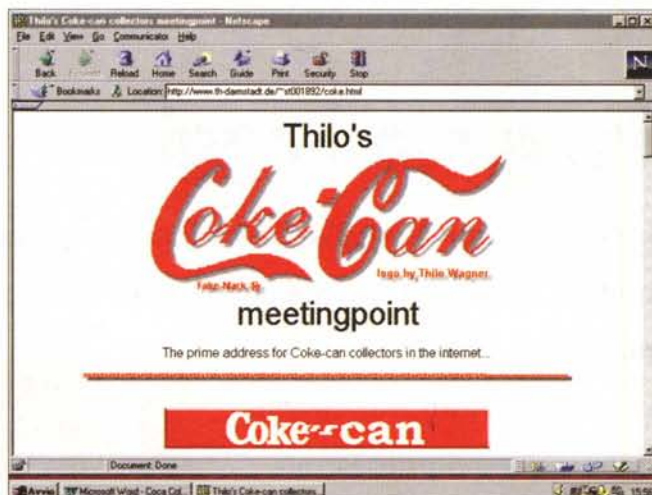 Thilo's Coke-can collectors meetingpoint - Netscape
File Edit View Go Communicator Help
Back Forward Reload Home Search Guide Print Security Stop
N
Bookmarks Location: http://www.th-darmstadt.de/~st001892/coke.html
Thilo's
Coke-Can
logo by Thilo Wagner
meetingpoint
The prime address for Coke-can collectors in the internet...
Coke--can
Document: Done
Avvio Microsoft Word - Coca Col... Thilo's Coke-can collectors... 15:56